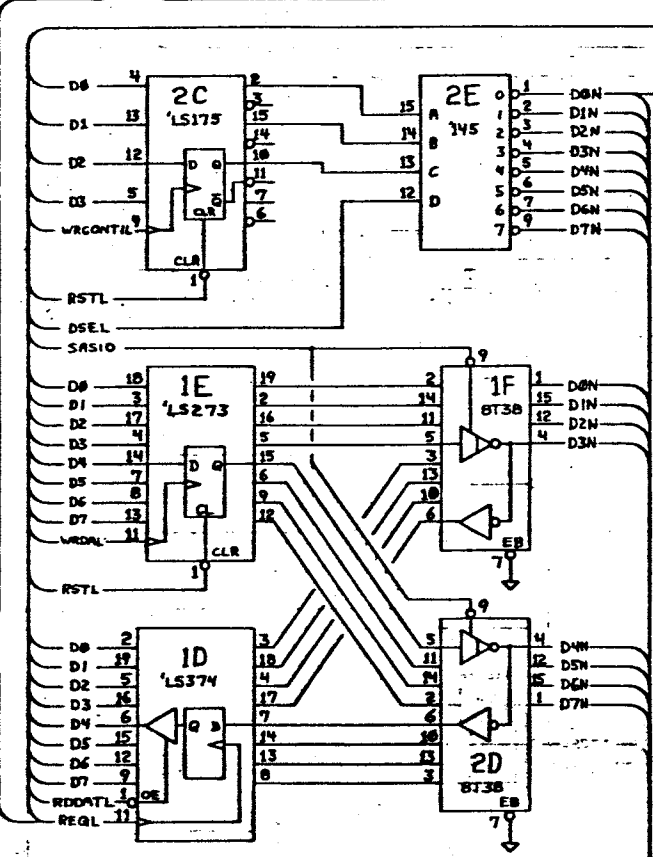 D0 4 2C 2
D1 13 'LS175 3
15
14
D2 12 D Q 10
11
D3 5 Q̅ 7
WRCONTIL 9 CLR 6
CLR
1
RSTL
DSEL
SASIO
15 A 2E 0 1 D0N
14 B '145 1 2 D1N
13 C 2 3 D2N
12 D 3 4 D3N
4 5 D4N
5 6 D5N
6 7 D6N
7 9 D7N
D0 18 1E 19
D1 3 'LS273 2
D2 17 16
D3 4 5
D4 14 D Q 15
D5 7 6
D6 8 9
D7 13 12
WRDAL 11
CLR
1
RSTL
9
2 1F 1 D0N
14 8T38 15 D1N
11 12 D2N
5 4 D3N
3
13
10
6
EB
7
D0 2 1D 3
D1 19 'LS374 18
D2 5 4
D3 16 17
D4 6 Q D 7
D5 15 14
D6 12 13
D7 9 8
RDDATL 1 OE
REQL 11
9
5 4 D4N
11 12 D5N
14 15 D6N
2 1 D7N
6
10
13 2D
3 8T38
EB
7